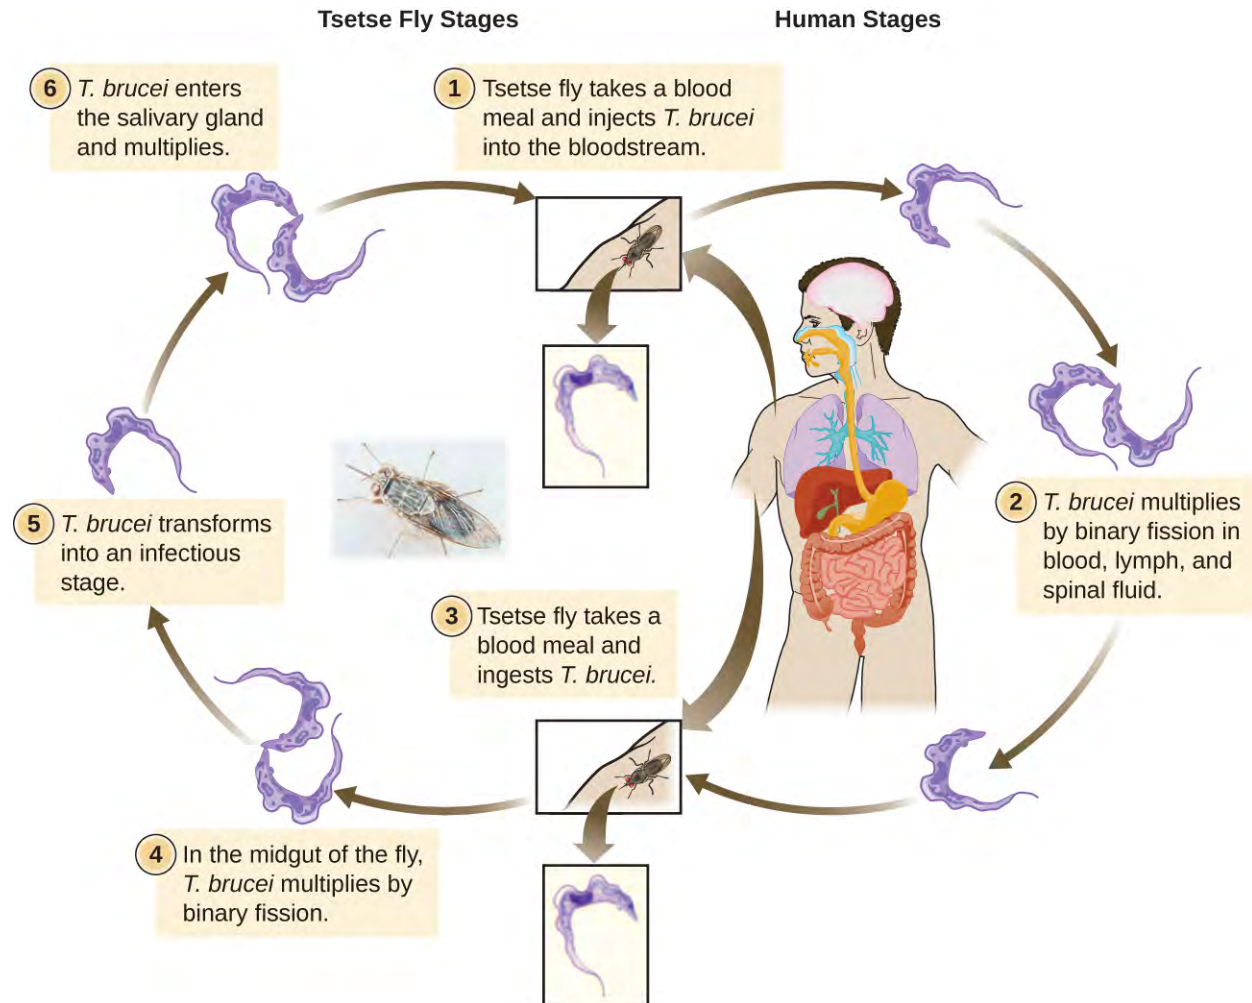 Tsetse Fly Stages
Human Stages
1
Tsetse fly takes a blood
meal and injects T. brucei
into the bloodstream.
2
T. brucei multiplies
by binary fission in
blood, lymph, and
spinal fluid.
3
Tsetse fly takes a
blood meal and
ingests T. brucei.
4
In the midgut of the fly,
T. brucei multiplies by
binary fission.
5
T. brucei transforms
into an infectious
stage.
6
T. brucei enters
the salivary gland
and multiplies.